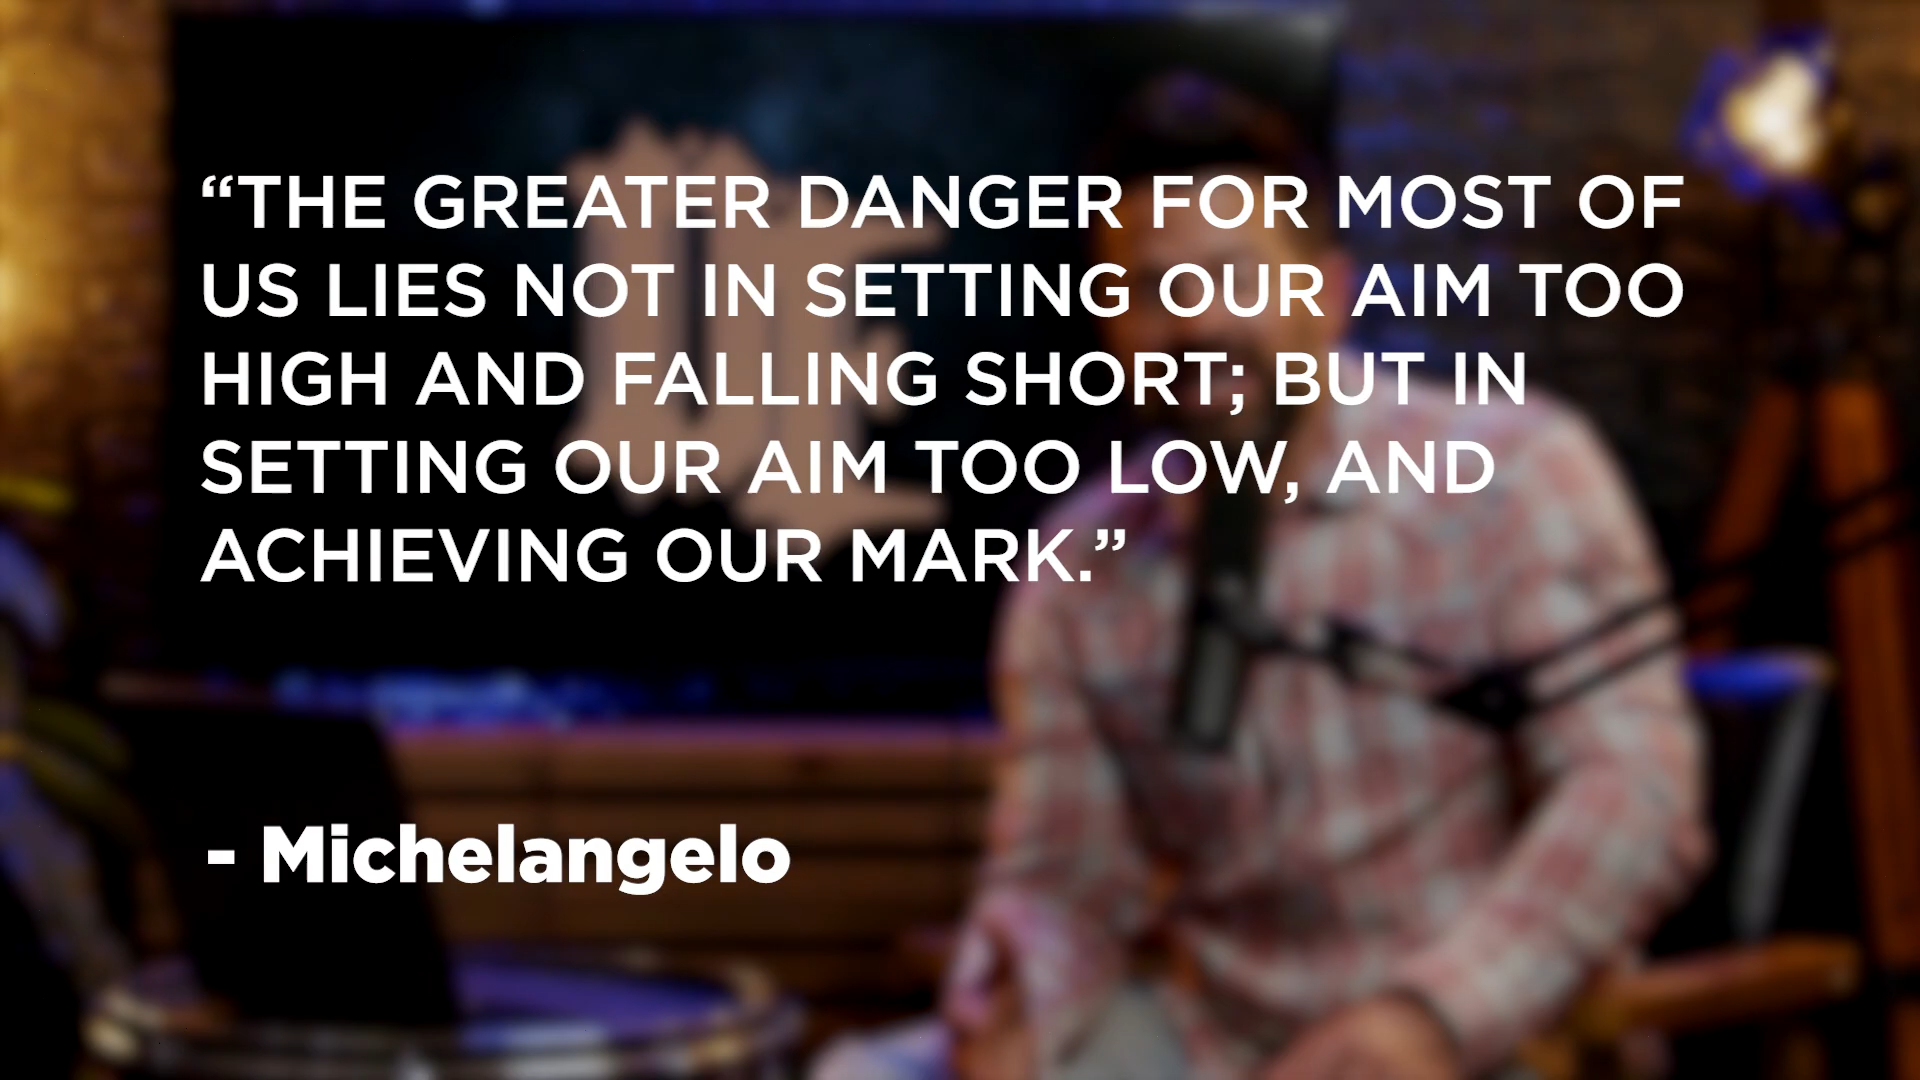 “THE GREATER DANGER FOR MOST OF
US LIES NOT IN SETTING OUR AIM TOO
HIGH AND FALLING SHORT; BUT IN
SETTING OUR AIM TOO LOW, AND
ACHIEVING OUR MARK.”
- Michelangelo